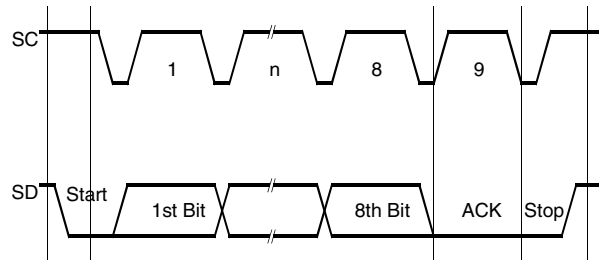 SC
1 n 8 9
SD
Start
1st Bit 8th Bit ACK Stop